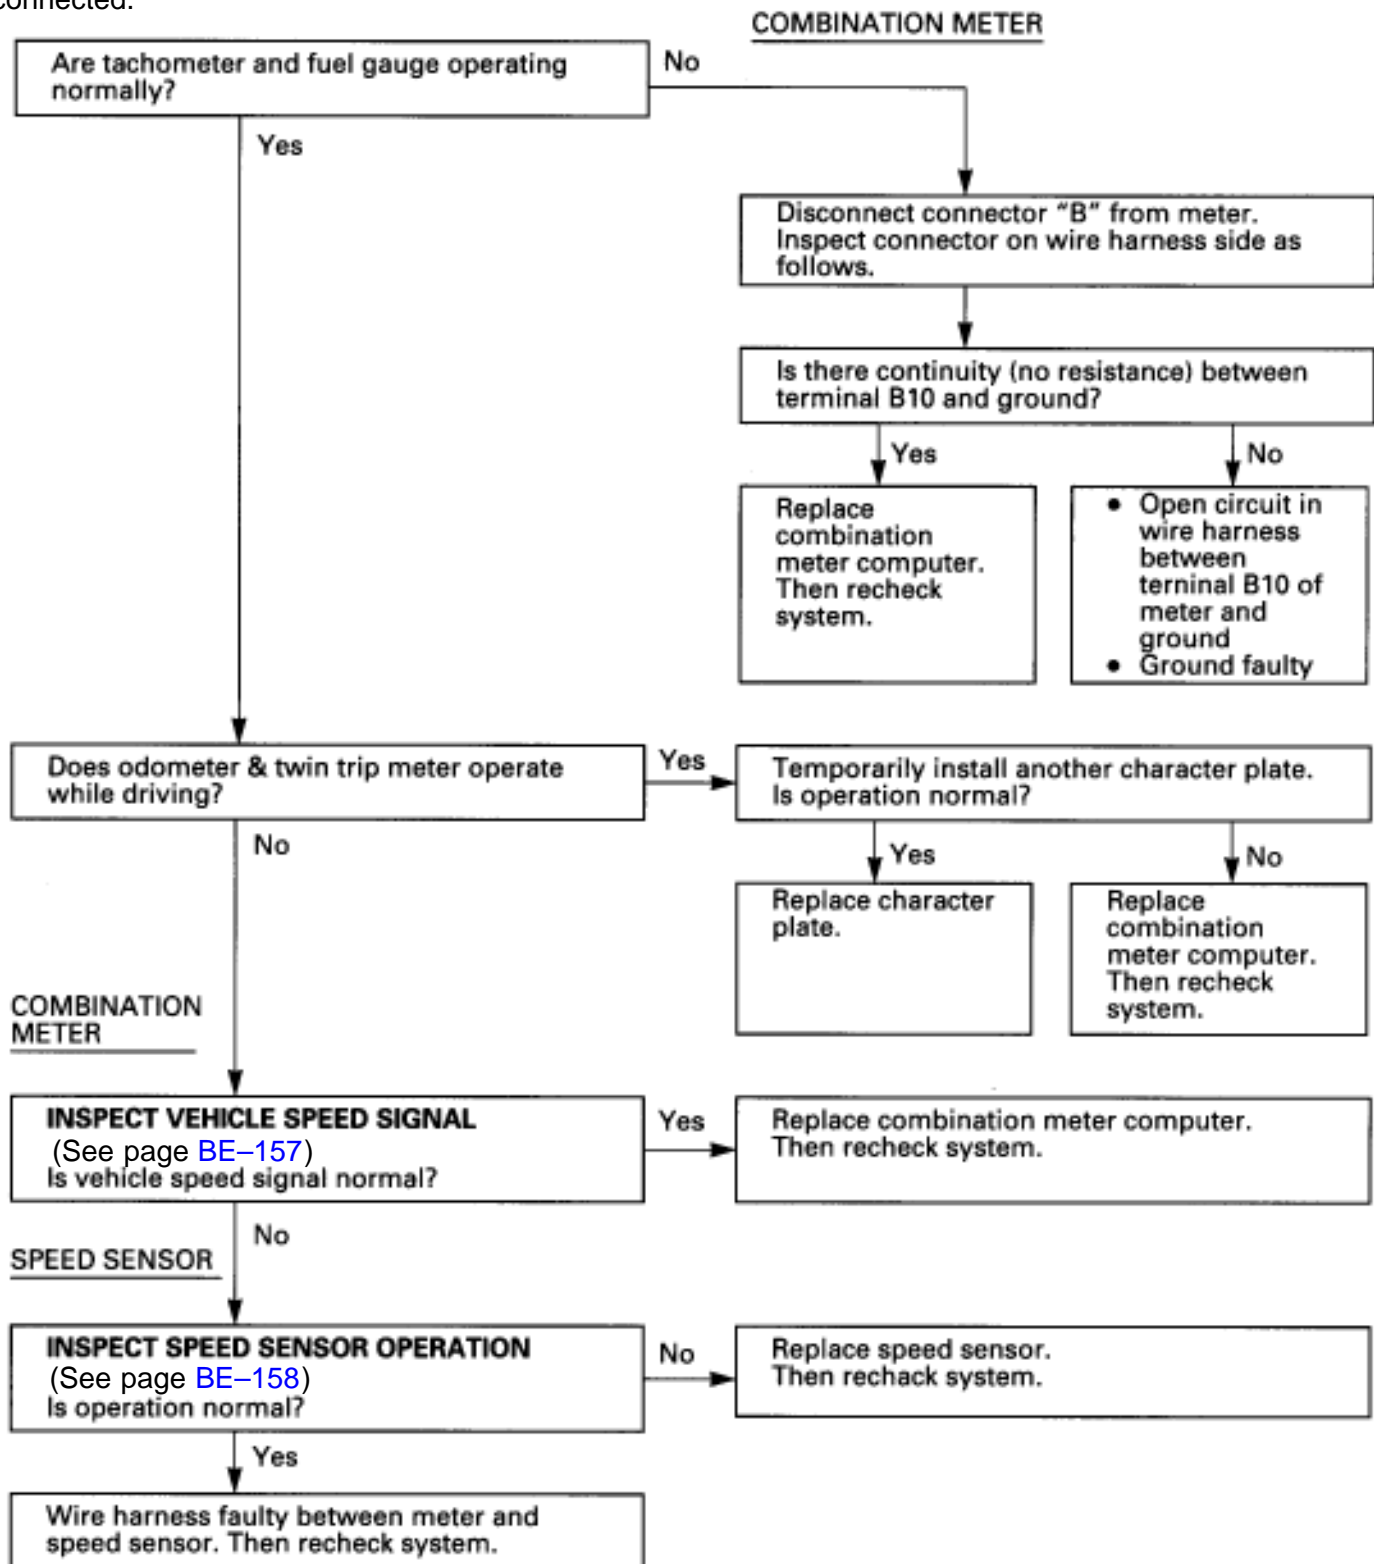 connected.
COMBINATION METER
Are tachometer and fuel gauge operating
normally?
No
Yes
Disconnect connector "B" from meter.
Inspect connector on wire harness side as
follows.
Is there continuity (no resistance) between
terminal B10 and ground?
Yes
No
Replace
combination
meter computer.
Then recheck
system.
● Open circuit in
wire harness
between
terninal B10 of
meter and
ground
● Ground faulty
Does odometer & twin trip meter operate
while driving?
Yes
No
Temporarily install another character plate.
Is operation normal?
Yes
No
Replace character
plate.
Replace
combination
meter computer.
Then recheck
system.
COMBINATION
METER
INSPECT VEHICLE SPEED SIGNAL
(See page BE–157)
Is vehicle speed signal normal?
Yes
No
Replace combination meter computer.
Then recheck system.
SPEED SENSOR
INSPECT SPEED SENSOR OPERATION
(See page BE–158)
Is operation normal?
No
Yes
Replace speed sensor.
Then rechack system.
Wire harness faulty between meter and
speed sensor. Then recheck system.